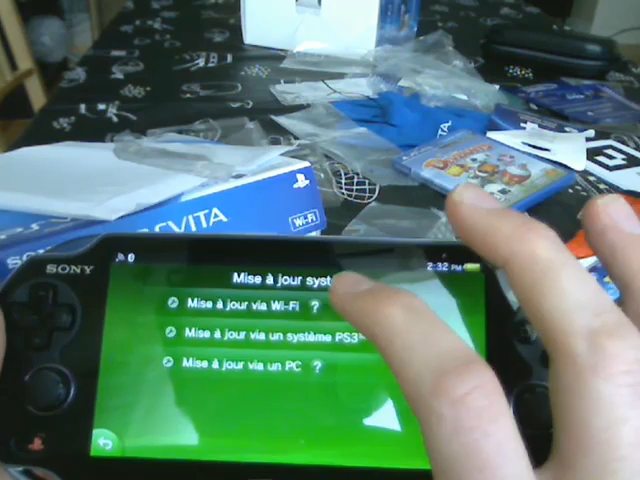 SVITA
Wi-Fi
SONY
2:32 PM
Mise à jour syst
Mise à jour via Wi-Fi ?
Mise à jour via un système PS3
Mise à jour via un PC ?